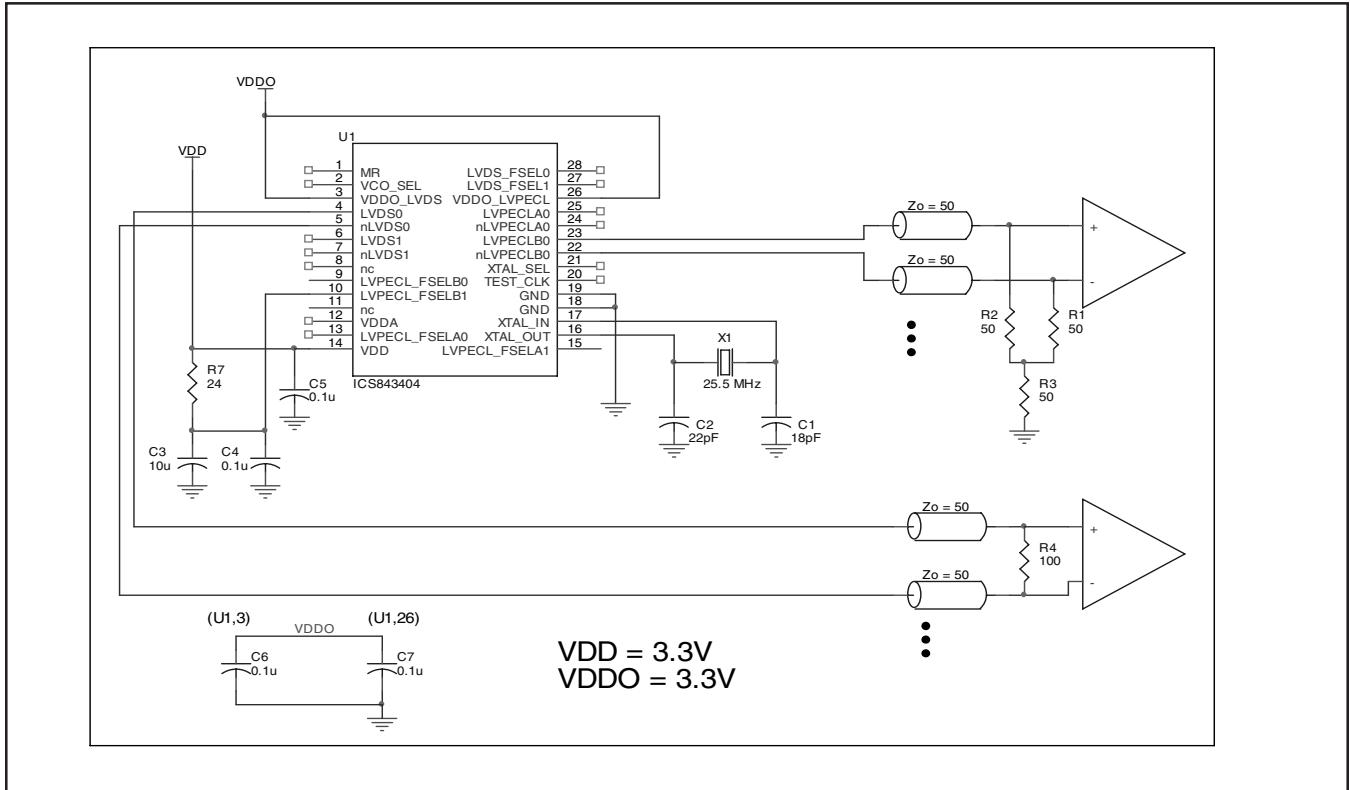 VDDO
U1
VDD
1 MR LVDS_FSEL0 28
2 VCO_SEL LVDS_FSEL1 27
3 VDDO_LVDS VDDO_LVPECL 26
4 LVDS0 LVPECLA0 25
5 nLVDS0 nLVPECLA0 24
6 LVDS1 LVPECLB0 23
7 nLVDS1 nLVPECLB0 22
8 nc XTAL_SEL 21
9 LVPECL_FSELB0 TEST_CLK 20
10 LVPECL_FSELB1 GND 19
11 nc GND 18
12 VDDA XTAL_IN 17
13 LVPECL_FSELA0 XTAL_OUT 16
14 VDD LVPECL_FSELA1 15
ICS843404
Zo = 50
+
Zo = 50
-
R2
50
R1
50
R3
50
X1
25.5 MHz
R7
24
C5
0.1u
C2
22pF
C1
18pF
C3
10u
C4
0.1u
Zo = 50
+
R4
100
Zo = 50
-
(U1,3)
(U1,26)
VDDO
C6
0.1u
C7
0.1u
VDD = 3.3V
VDDO = 3.3V